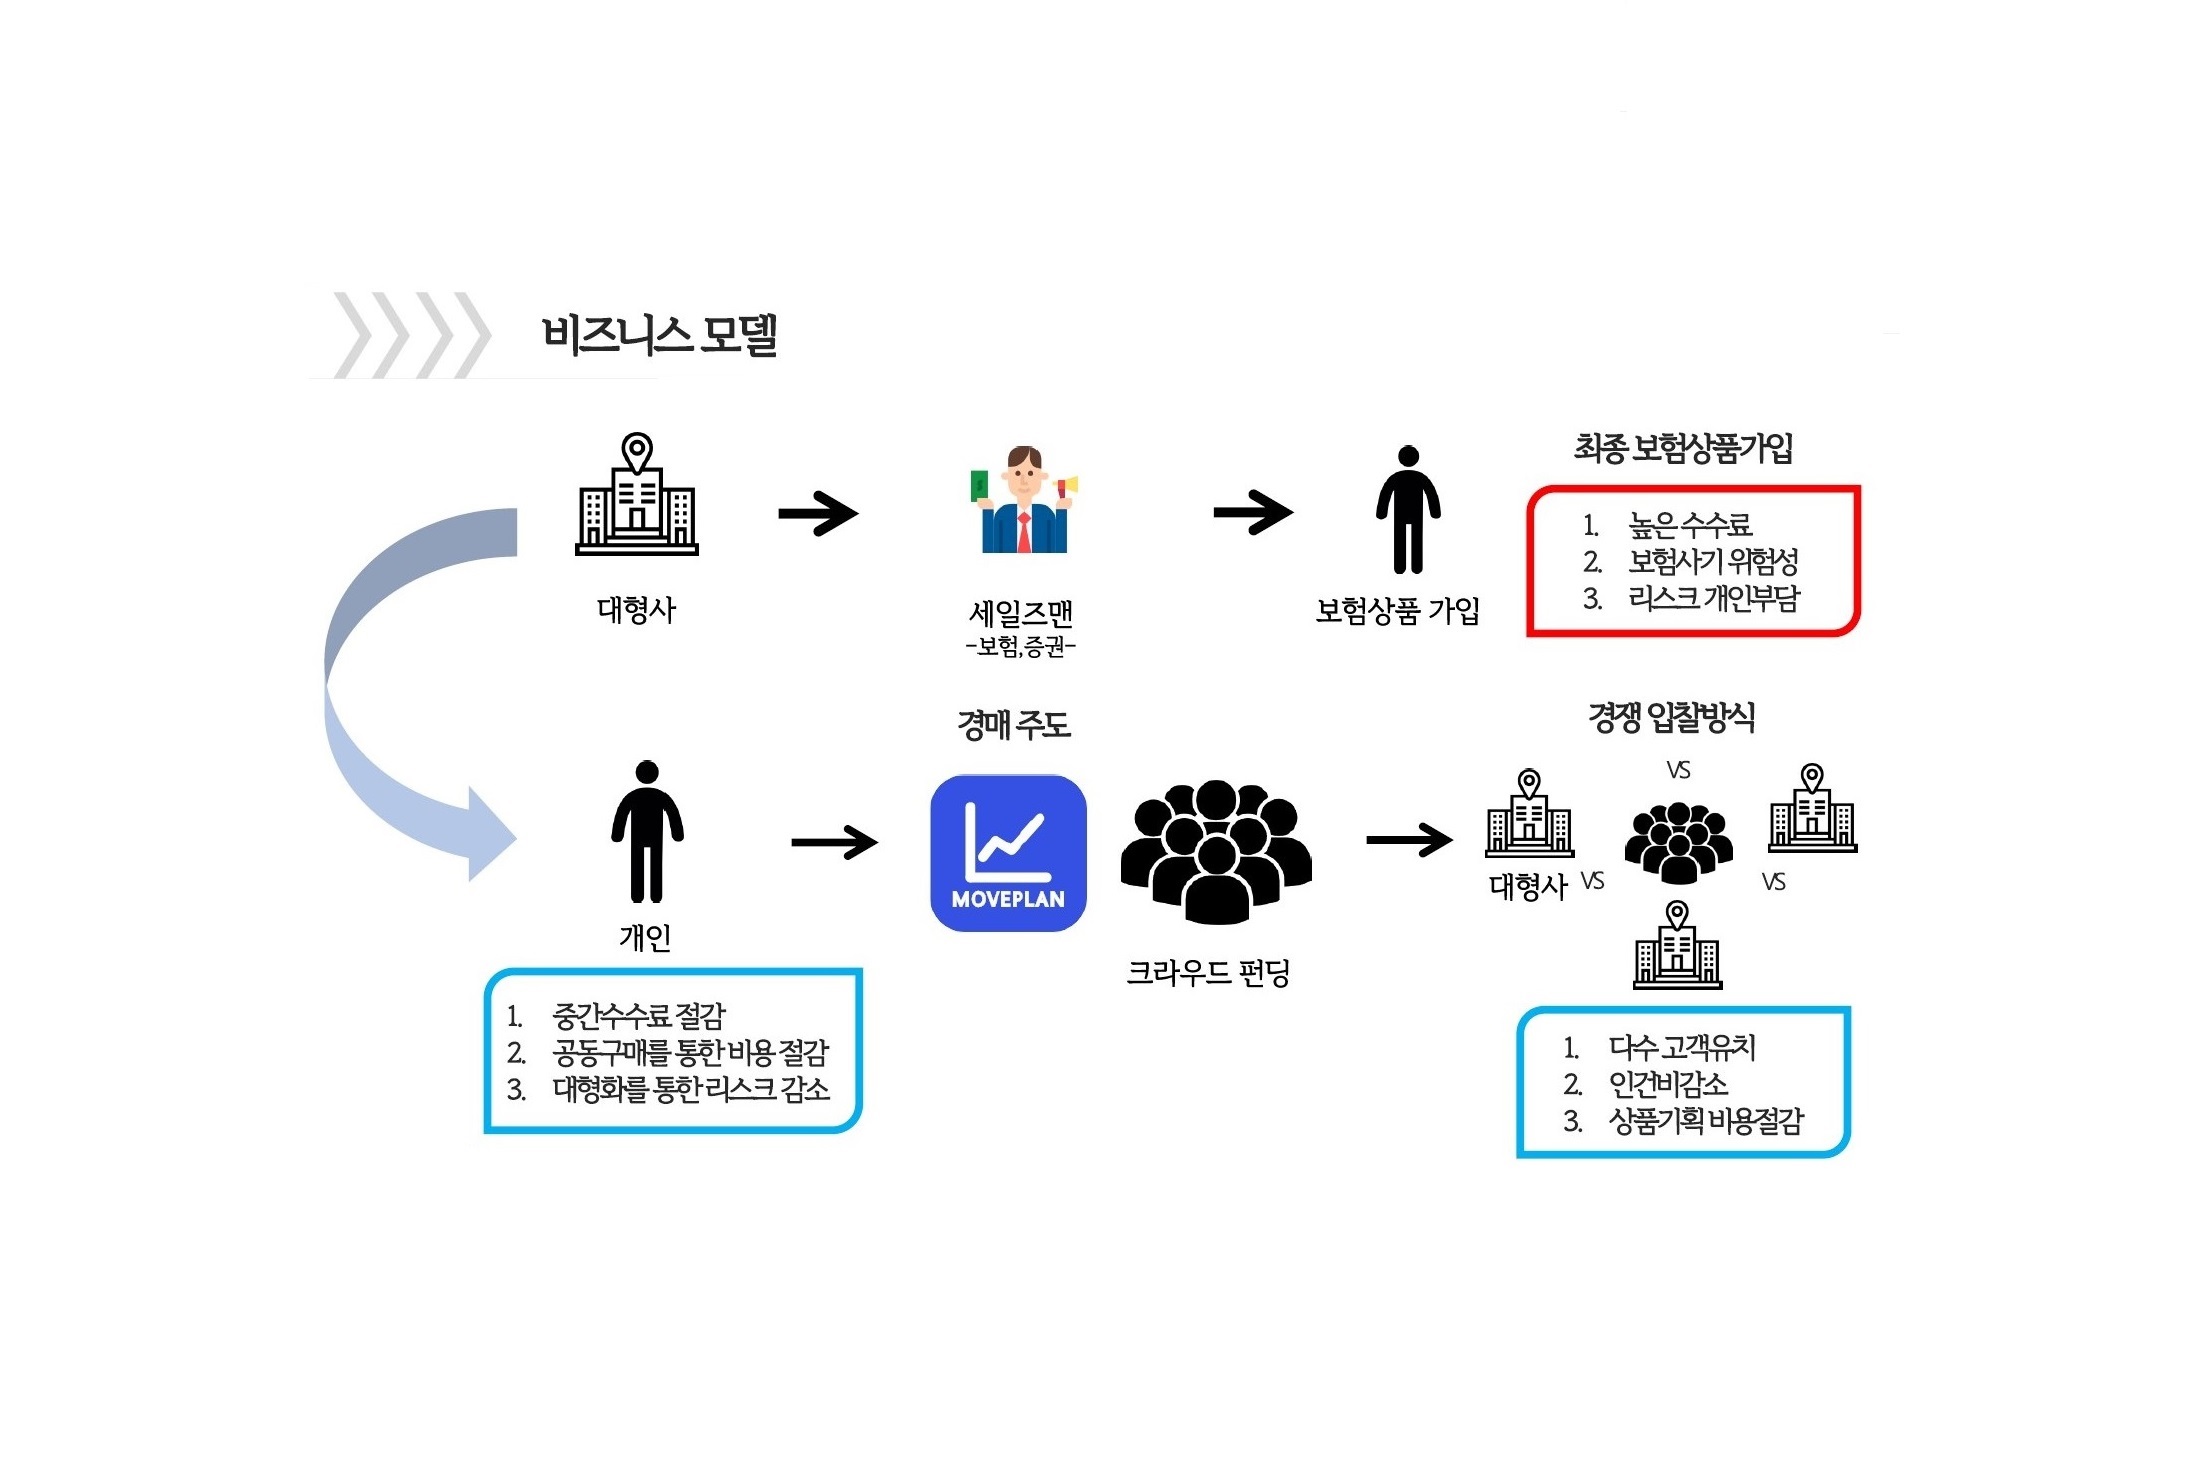 비즈니스 모델
대형사
세일즈맨
-보험,증권-
보험상품 가입
최종 보험상품가입
1. 높은 수수료
2. 보험사기 위험성
3. 리스크 개인부담
개인
1. 중간수수료 절감
2. 공동구매를 통한 비용 절감
3. 대형화를 통한 리스크 감소
경매 주도
MOVEPLAN
크라우드 펀딩
경쟁 입찰방식
VS
대형사 VS
VS
1. 다수 고객유치
2. 인건비감소
3. 상품기획 비용절감